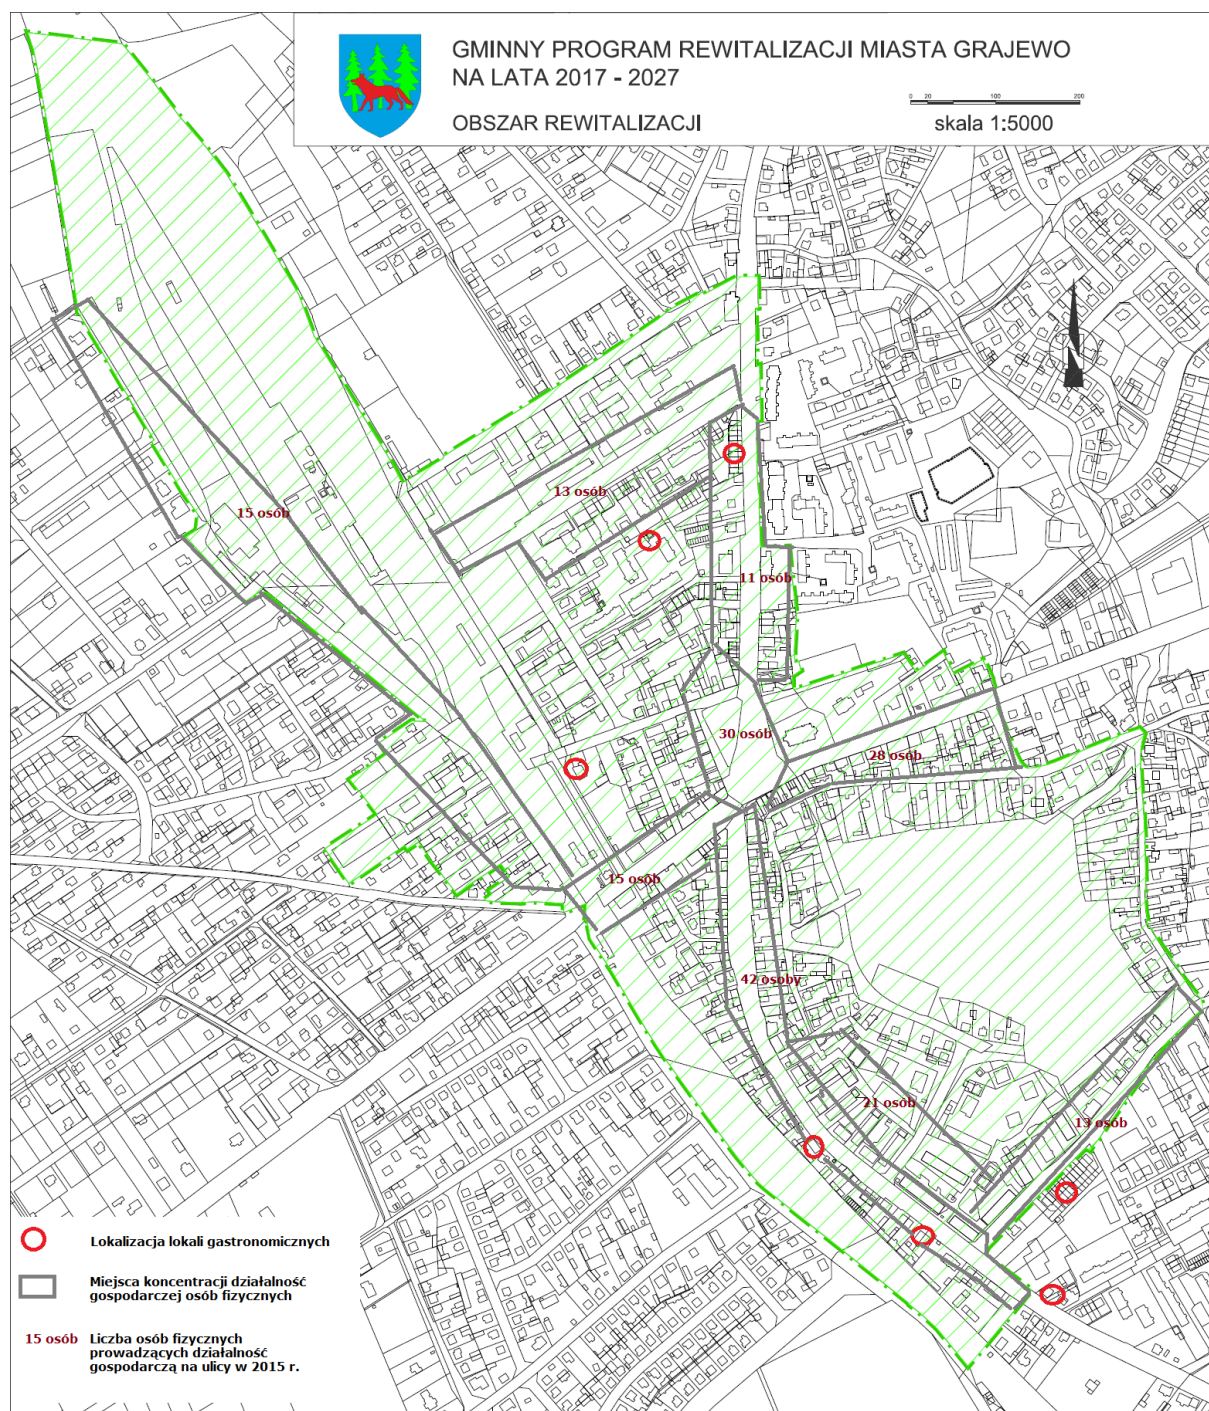 GMINNY PROGRAM REWITALIZACJI MIASTA GRAJEWO
NA LATA 2017 - 2027
OBSZAR REWITALIZACJI
0 20 100 200
skala 1:5000
15 osób
13 osób
11 osób
30 osób
28 osób
15 osób
42 osoby
21 osób
13 osób
Lokalizacja lokali gastronomicznych
Miejsca koncentracji działalność
gospodarczej osób fizycznych
15 osób
Liczba osób fizycznych
prowadzących działalność
gospodarczą na ulicy w 2015 r.